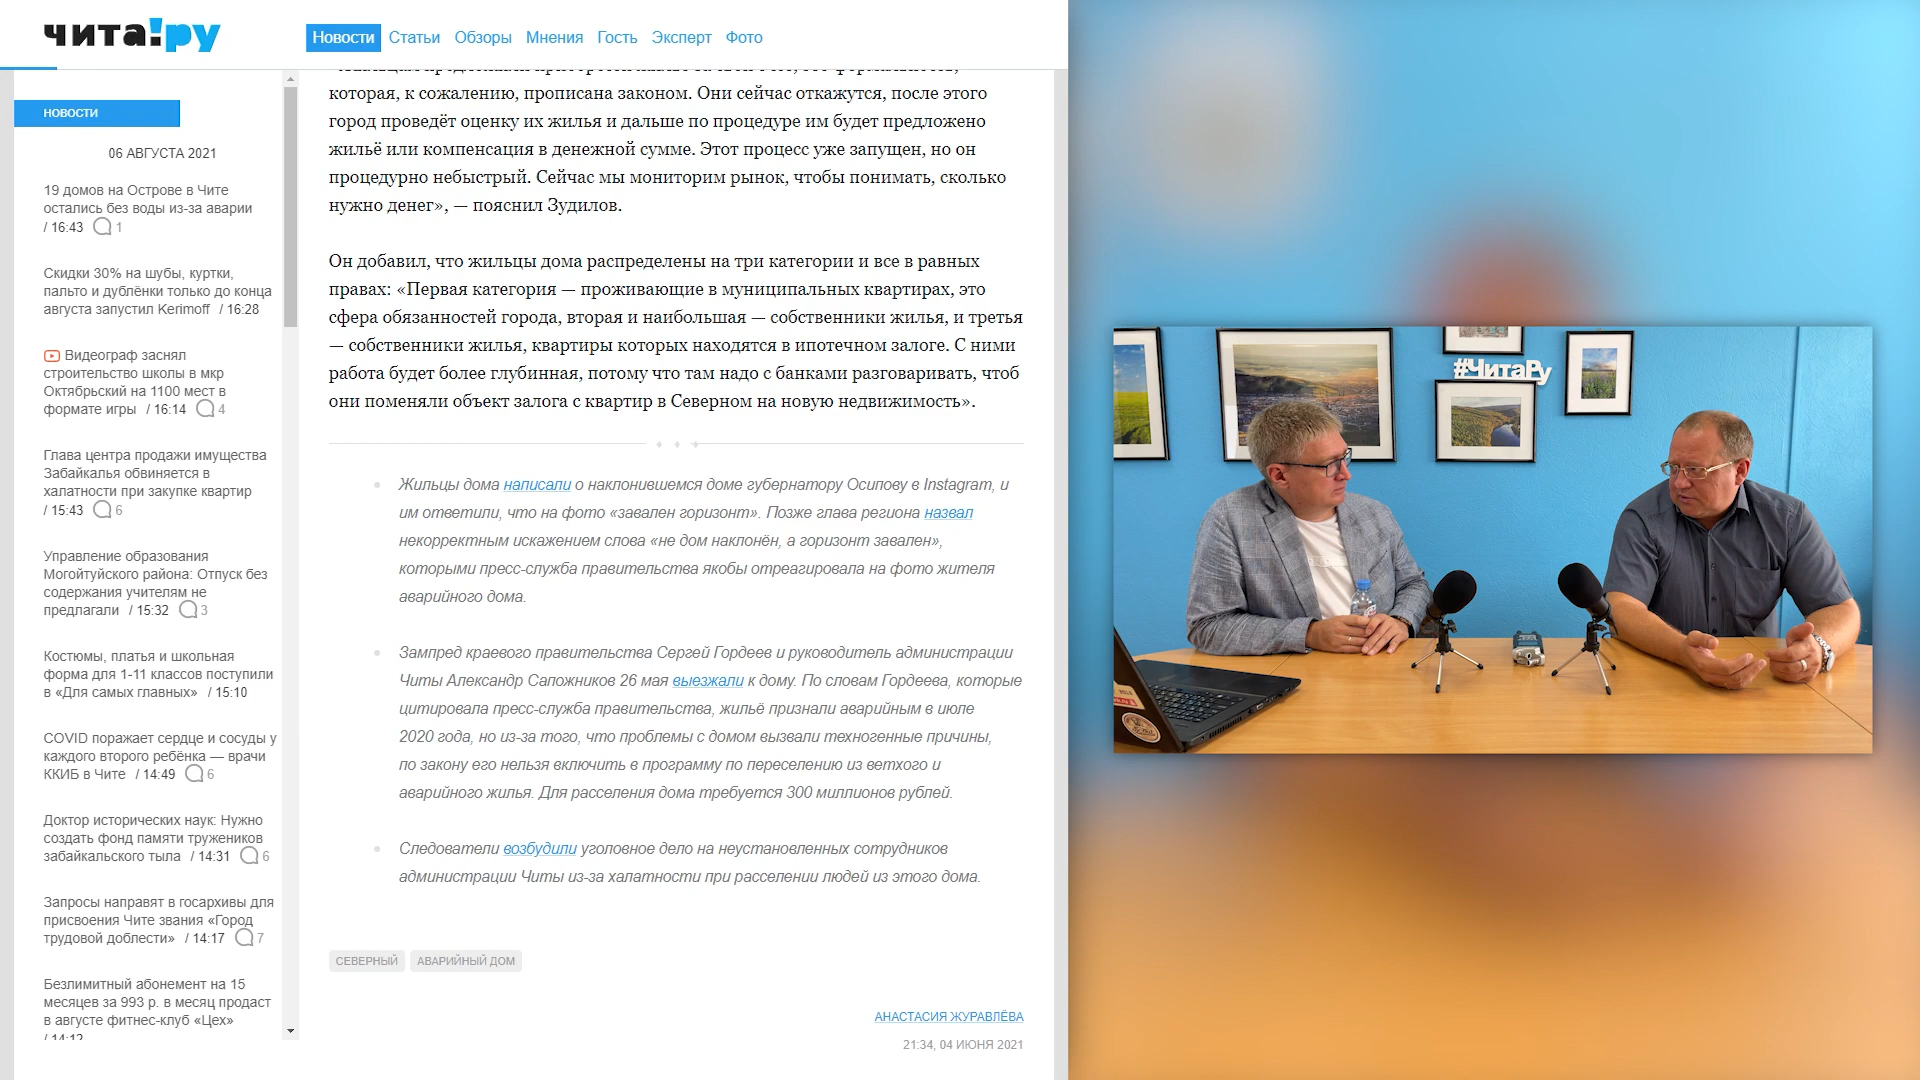 чита!ру
Новости Статьи Обзоры Мнения Гость Эксперт Фото
НОВОСТИ
06 АВГУСТА 2021
19 домов на Острове в Чите
остались без воды из-за аварии
/ 16:43 1
Скидки 30% на шубы, куртки,
пальто и дублёнки только до конца
августа запустил Kerimoff / 16:28
Видеограф заснял
строительство школы в мкр
Октябрьский на 1100 мест в
формате игры / 16:14 4
Глава центра продажи имущества
Забайкалья обвиняется в
халатности при закупке квартир
/ 15:43 6
Управление образования
Могойтуйского района: Отпуск без
содержания учителям не
предлагали / 15:32 3
Костюмы, платья и школьная
форма для 1-11 классов поступили
в «Для самых главных» / 15:10
COVID поражает сердце и сосуды у
каждого второго ребёнка — врачи
ККИБ в Чите / 14:49 6
Доктор исторических наук: Нужно
создать фонд памяти тружеников
забайкальского тыла / 14:31 6
Запросы направят в госархивы для
присвоения Чите звания «Город
трудовой доблести» / 14:17 7
Безлимитный абонемент на 15
месяцев за 993 р. в месяц продаст
в августе фитнес-клуб «Цех»
/ 14:12
которая, к сожалению, прописана законом. Они сейчас откажутся, после этого
город проведёт оценку их жилья и дальше по процедуре им будет предложено
жильё или компенсация в денежной сумме. Этот процесс уже запущен, но он
процедурно небыстрый. Сейчас мы мониторим рынок, чтобы понимать, сколько
нужно денег», — пояснил Зудилов.
Он добавил, что жильцы дома распределены на три категории и все в равных
правах: «Первая категория — проживающие в муниципальных квартирах, это
сфера обязанностей города, вторая и наибольшая — собственники жилья, и третья
— собственники жилья, квартиры которых находятся в ипотечном залоге. С ними
работа будет более глубинная, потому что там надо с банками разговаривать, чтоб
они поменяли объект залога с квартир в Северном на новую недвижимость».
Жильцы дома написали о наклонившемся доме губернатору Осипову в Instagram, и
им ответили, что на фото «завален горизонт». Позже глава региона назвал
некорректным искажением слова «не дом наклонён, а горизонт завален»,
которыми пресс-служба правительства якобы отреагировала на фото жителя
аварийного дома.
Зампред краевого правительства Сергей Гордеев и руководитель администрации
Читы Александр Сапожников 26 мая выезжали к дому. По словам Гордеева, которые
цитировала пресс-служба правительства, жильё признали аварийным в июле
2020 года, но из-за того, что проблемы с домом вызвали техногенные причины,
по закону его нельзя включить в программу по переселению из ветхого и
аварийного жилья. Для расселения дома требуется 300 миллионов рублей.
Следователи возбудили уголовное дело на неустановленных сотрудников
администрации Читы из-за халатности при расселении людей из этого дома.
СЕВЕРНЫЙ АВАРИЙНЫЙ ДОМ
АНАСТАСИЯ ЖУРАВЛЁВА
21:34, 04 ИЮНЯ 2021
#ЧитаРу